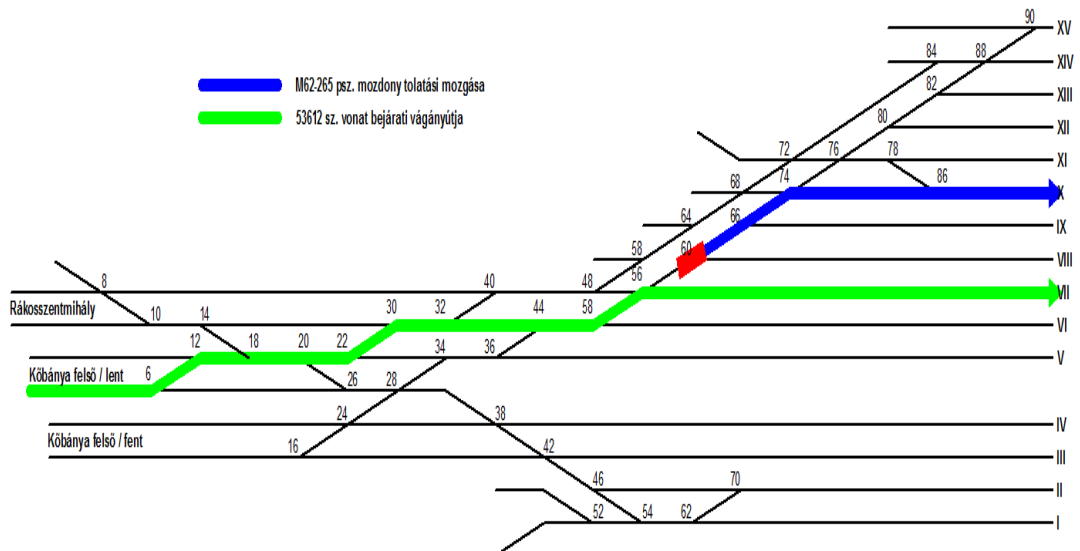 90
XV
84
88
XIV
M62-265 psz. mozdony tolatási mozgása
82
XIII
53612 sz. vonat bejárati vágányútja
80
XII
72
76
78
XI
68
74
86
X
64
66
IX
58
60
VIII
8
40
48
56
VII
Rákosszentmihály
10
14
30
32
44
58
VI
12
18
20
22
34
36
V
Kőbánya felső / lent
6
26
28
24
38
IV
Kőbánya felső / fent
16
42
III
46
70
II
52
54
62
I